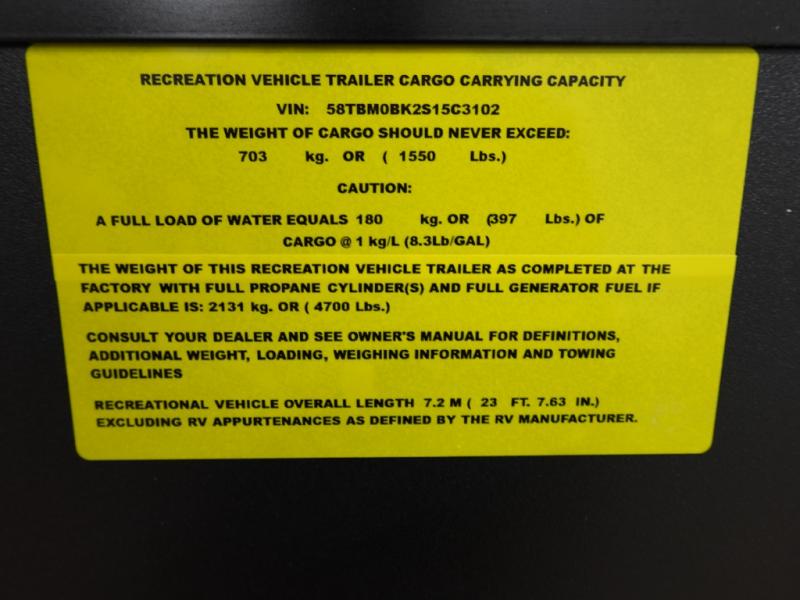 RECREATION VEHICLE TRAILER CARGO CARRYING CAPACITY
VIN: 58TBM0BK2S15C3102
THE WEIGHT OF CARGO SHOULD NEVER EXCEED:
703 kg. OR ( 1550 Lbs.)
CAUTION:
A FULL LOAD OF WATER EQUALS 180 kg. OR (397 Lbs.) OF
CARGO @ 1 kg/L (8.3Lb/GAL)
THE WEIGHT OF THIS RECREATION VEHICLE TRAILER AS COMPLETED AT THE
FACTORY WITH FULL PROPANE CYLINDER(S) AND FULL GENERATOR FUEL IF
APPLICABLE IS: 2131 kg. OR ( 4700 Lbs.)
CONSULT YOUR DEALER AND SEE OWNER'S MANUAL FOR DEFINITIONS,
ADDITIONAL WEIGHT, LOADING, WEIGHING INFORMATION AND TOWING
GUIDELINES
RECREATIONAL VEHICLE OVERALL LENGTH 7.2 M ( 23 FT. 7.63 IN.)
EXCLUDING RV APPURTENANCES AS DEFINED BY THE RV MANUFACTURER.